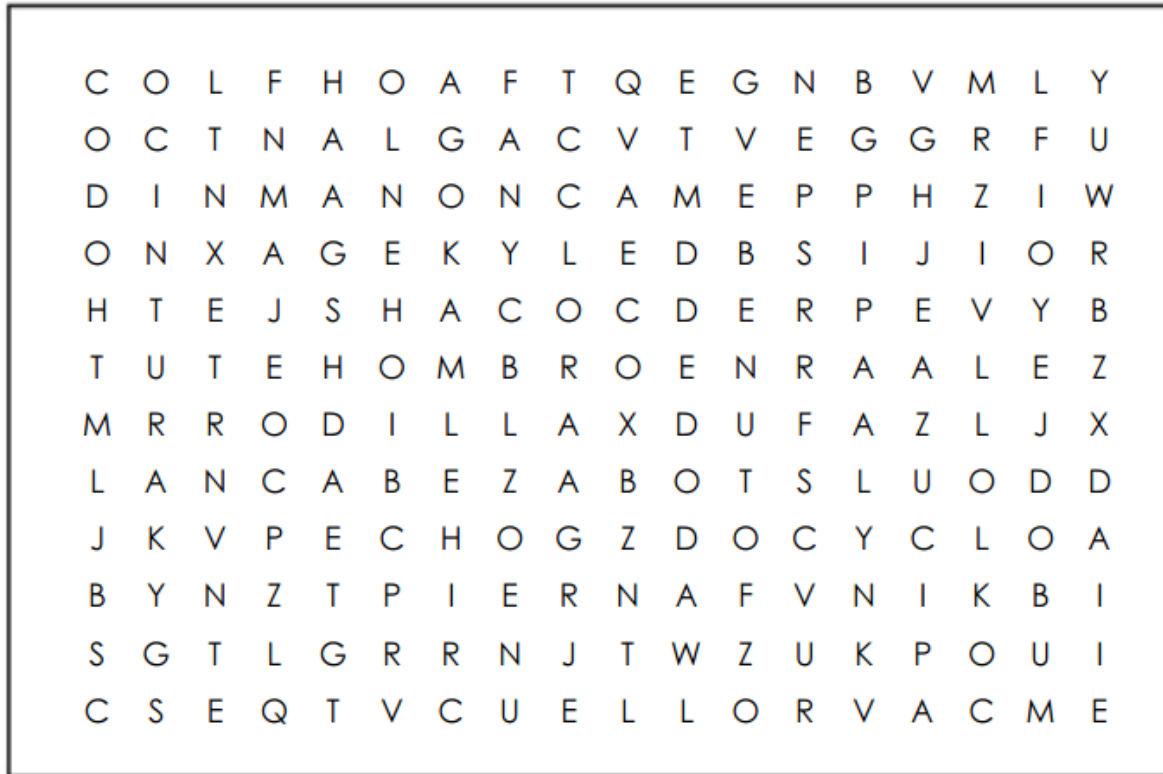 C O L F H O A F T Q E G N B V M L Y
O C T N A L G A C V T V E G G R F U
D I N M A N O N C A M E P P H Z I W
O N X A G E K Y L E D B S I J I O R
H T E J S H A C O C D E R P E V Y B
T U T E H O M B R O E N R A A L E Z
M R R O D I L L A X D U F A Z L J X
L A N C A B E Z A B O T S L U O D D
J K V P E C H O G Z D O C Y C L O A
B Y N Z T P I E R N A F V N I K B I
S G T L G R R N J T W Z U K P O U I
C S E Q T V C U E L L O R V A C M E